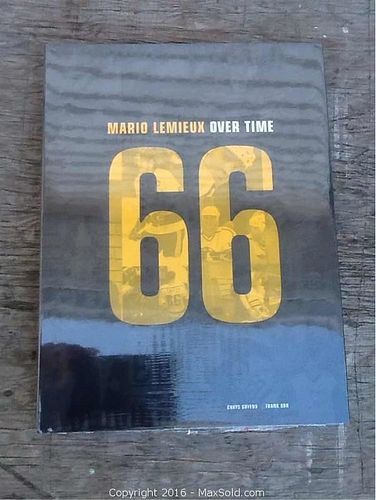 MARIO LEMIEUX OVER TIME
66
Copyright 2016 - MaxSold.com